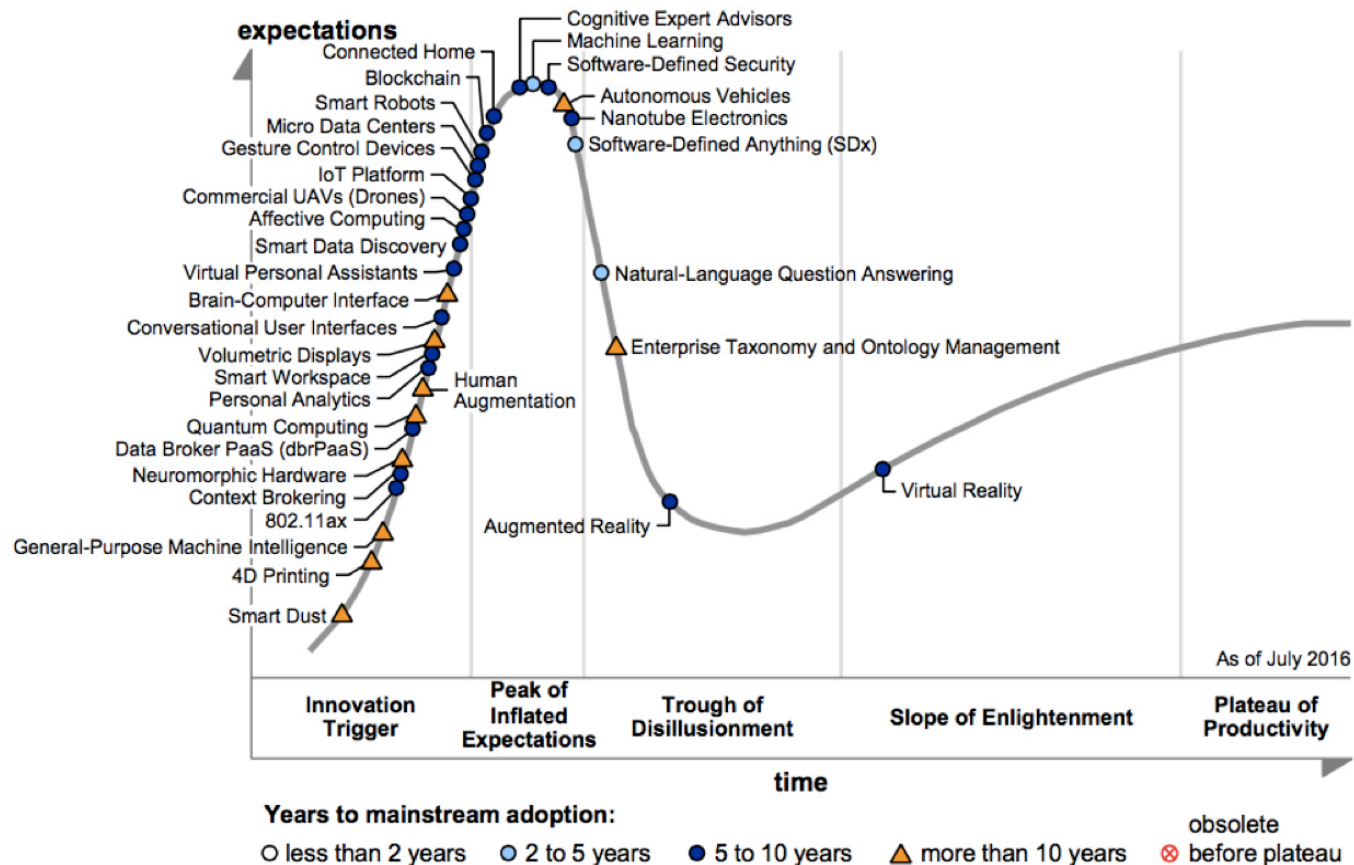 expectations
Cognitive Expert Advisors
Machine Learning
Software-Defined Security
Autonomous Vehicles
Nanotube Electronics
Software-Defined Anything (SDx)
Connected Home
Blockchain
Smart Robots
Micro Data Centers
Gesture Control Devices
IoT Platform
Commercial UAVs (Drones)
Affective Computing
Smart Data Discovery
Virtual Personal Assistants
Brain-Computer Interface
Conversational User Interfaces
Volumetric Displays
Smart Workspace
Personal Analytics
Human
Augmentation
Quantum Computing
Data Broker PaaS (dbrPaaS)
Neuromorphic Hardware
Context Brokering
802.11ax
General-Purpose Machine Intelligence
4D Printing
Smart Dust
Natural-Language Question Answering
Enterprise Taxonomy and Ontology Management
Augmented Reality
Virtual Reality
As of July 2016
Innovation
Trigger
Peak of
Inflated
Expectations
Trough of
Disillusionment
Slope of Enlightenment
Plateau of
Productivity
time
Years to mainstream adoption:
less than 2 years
2 to 5 years
5 to 10 years
more than 10 years
obsolete
before plateau